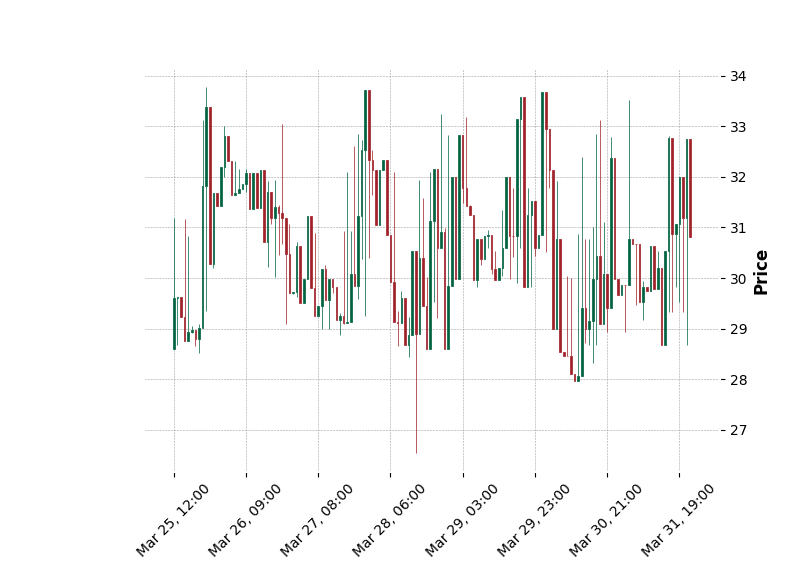 34
33
32
31
30
29
28
27
Price
Mar 25, 12:00
Mar 26, 09:00
Mar 27, 08:00
Mar 28, 06:00
Mar 29, 03:00
Mar 29, 23:00
Mar 30, 21:00
Mar 31, 19:00